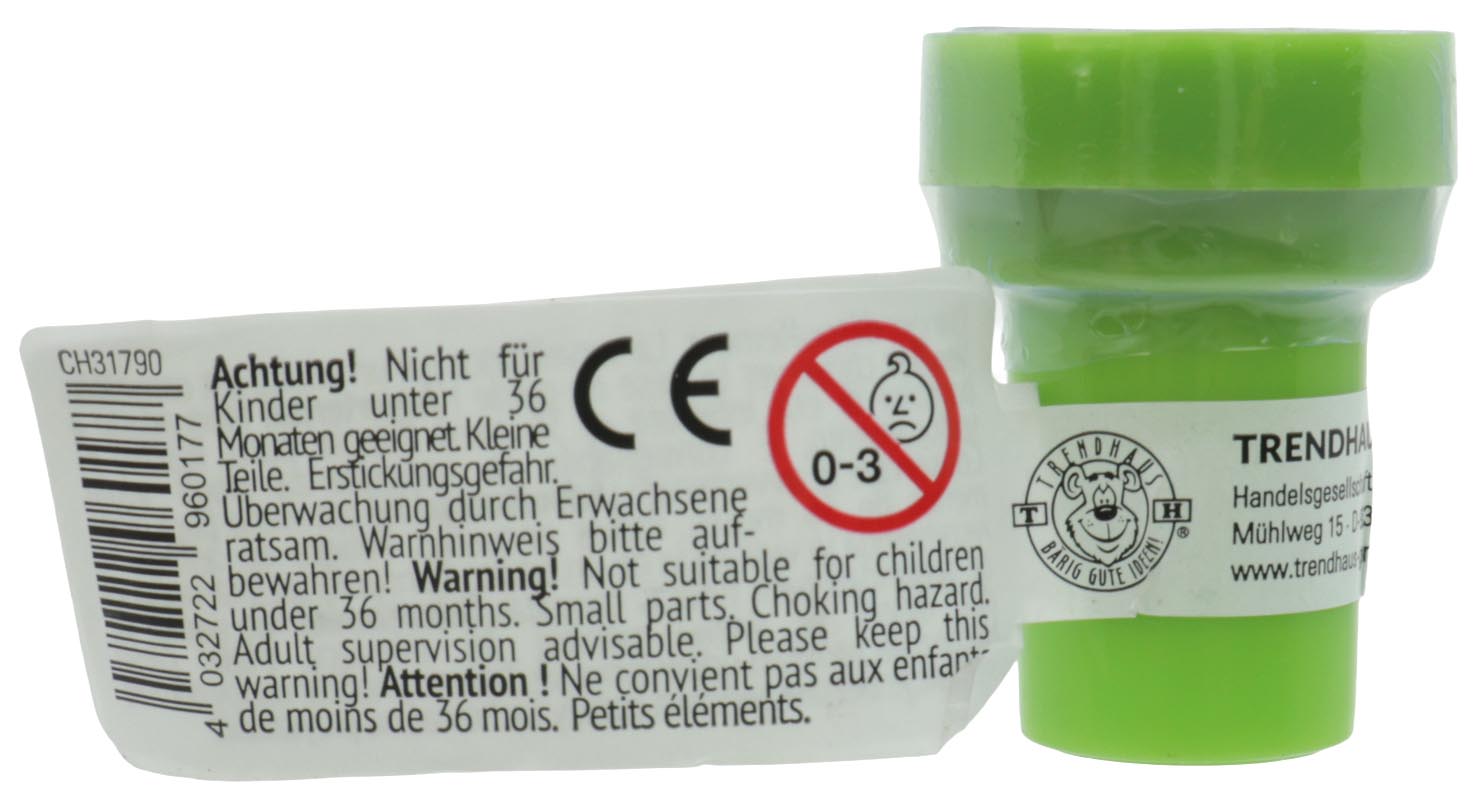 CH31790
4 032722 960177
Achtung! Nicht für
Kinder unter 36
Monaten geeignet. Kleine
Teile. Erstickungsgefahr.
Überwachung durch Erwachsene
ratsam. Warnhinweis bitte auf-
bewahren! Warning! Not suitable for children
under 36 months. Small parts. Choking hazard.
Adult supervision advisable. Please keep this
warning! Attention ! Ne convient pas aux enfants
de moins de 36 mois. Petits éléments.
CE
0-3
TRENDHAUS
T H ®
BÄRIG GUTE IDEEN!
TRENDHAU
Handelsgesellschaft
Mühlweg 15 · D-
www.trendhaus-